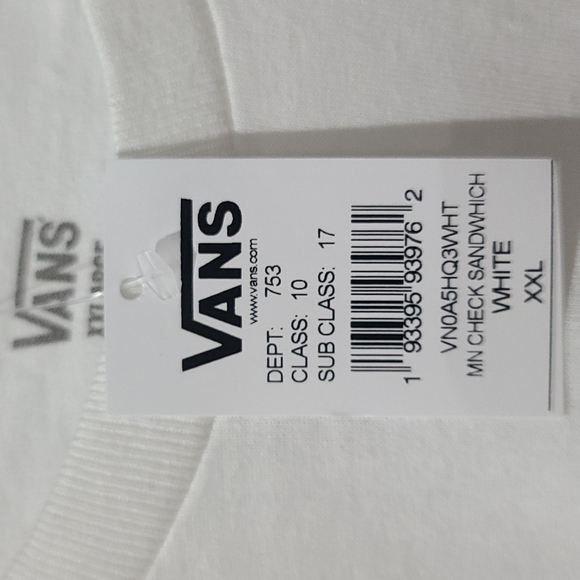 VANS
VANS
www.vans.com
DEPT: 753
CLASS: 10
SUB CLASS: 17
1 93395 93976 2
VN0A5HQ3WHT
MN CHECK SANDWHICH
WHITE
XXL